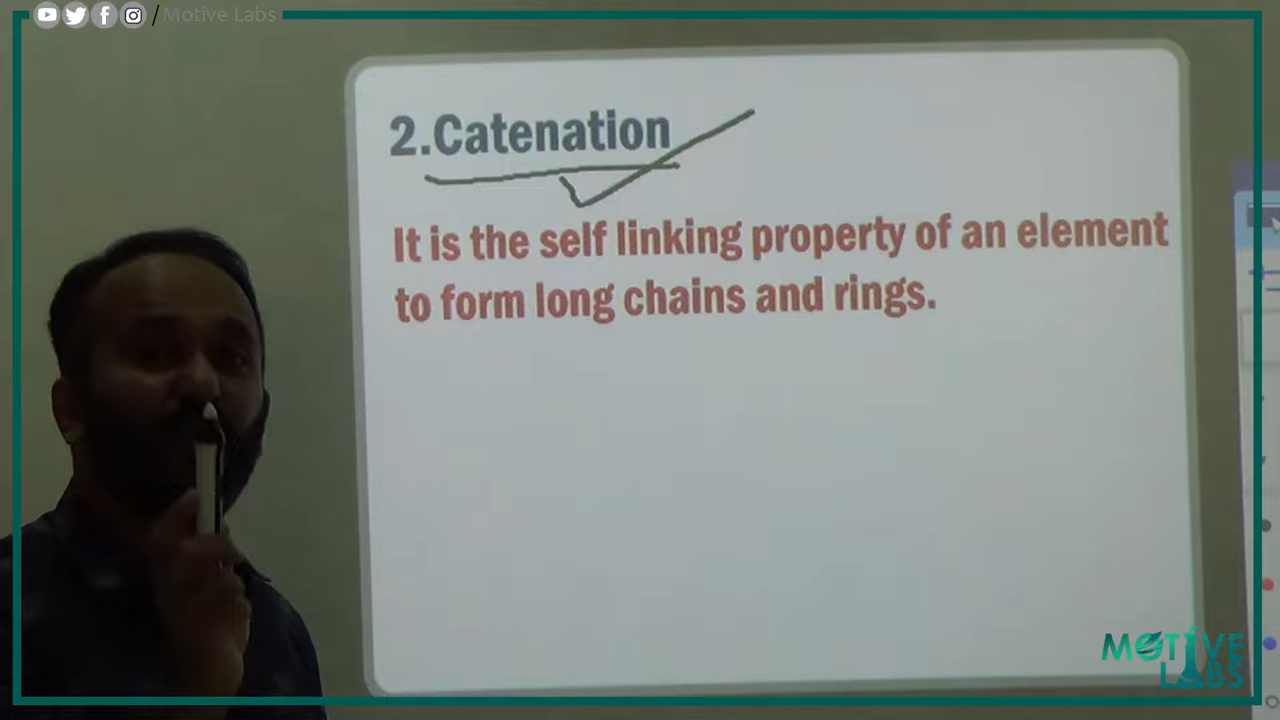 / Motive Labs
2.Catenation
It is the self linking property of an element
to form long chains and rings.
MOTIVE
LABS